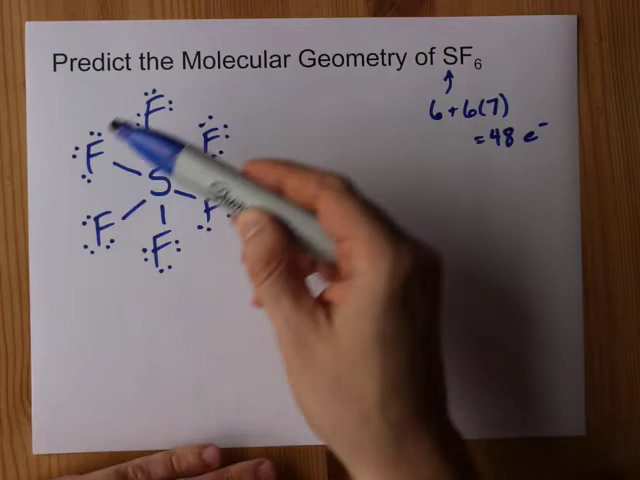 Predict the Molecular Geometry of SF₆
6+6(7)
=48 e⁻
F
F
F
S
F
F
F